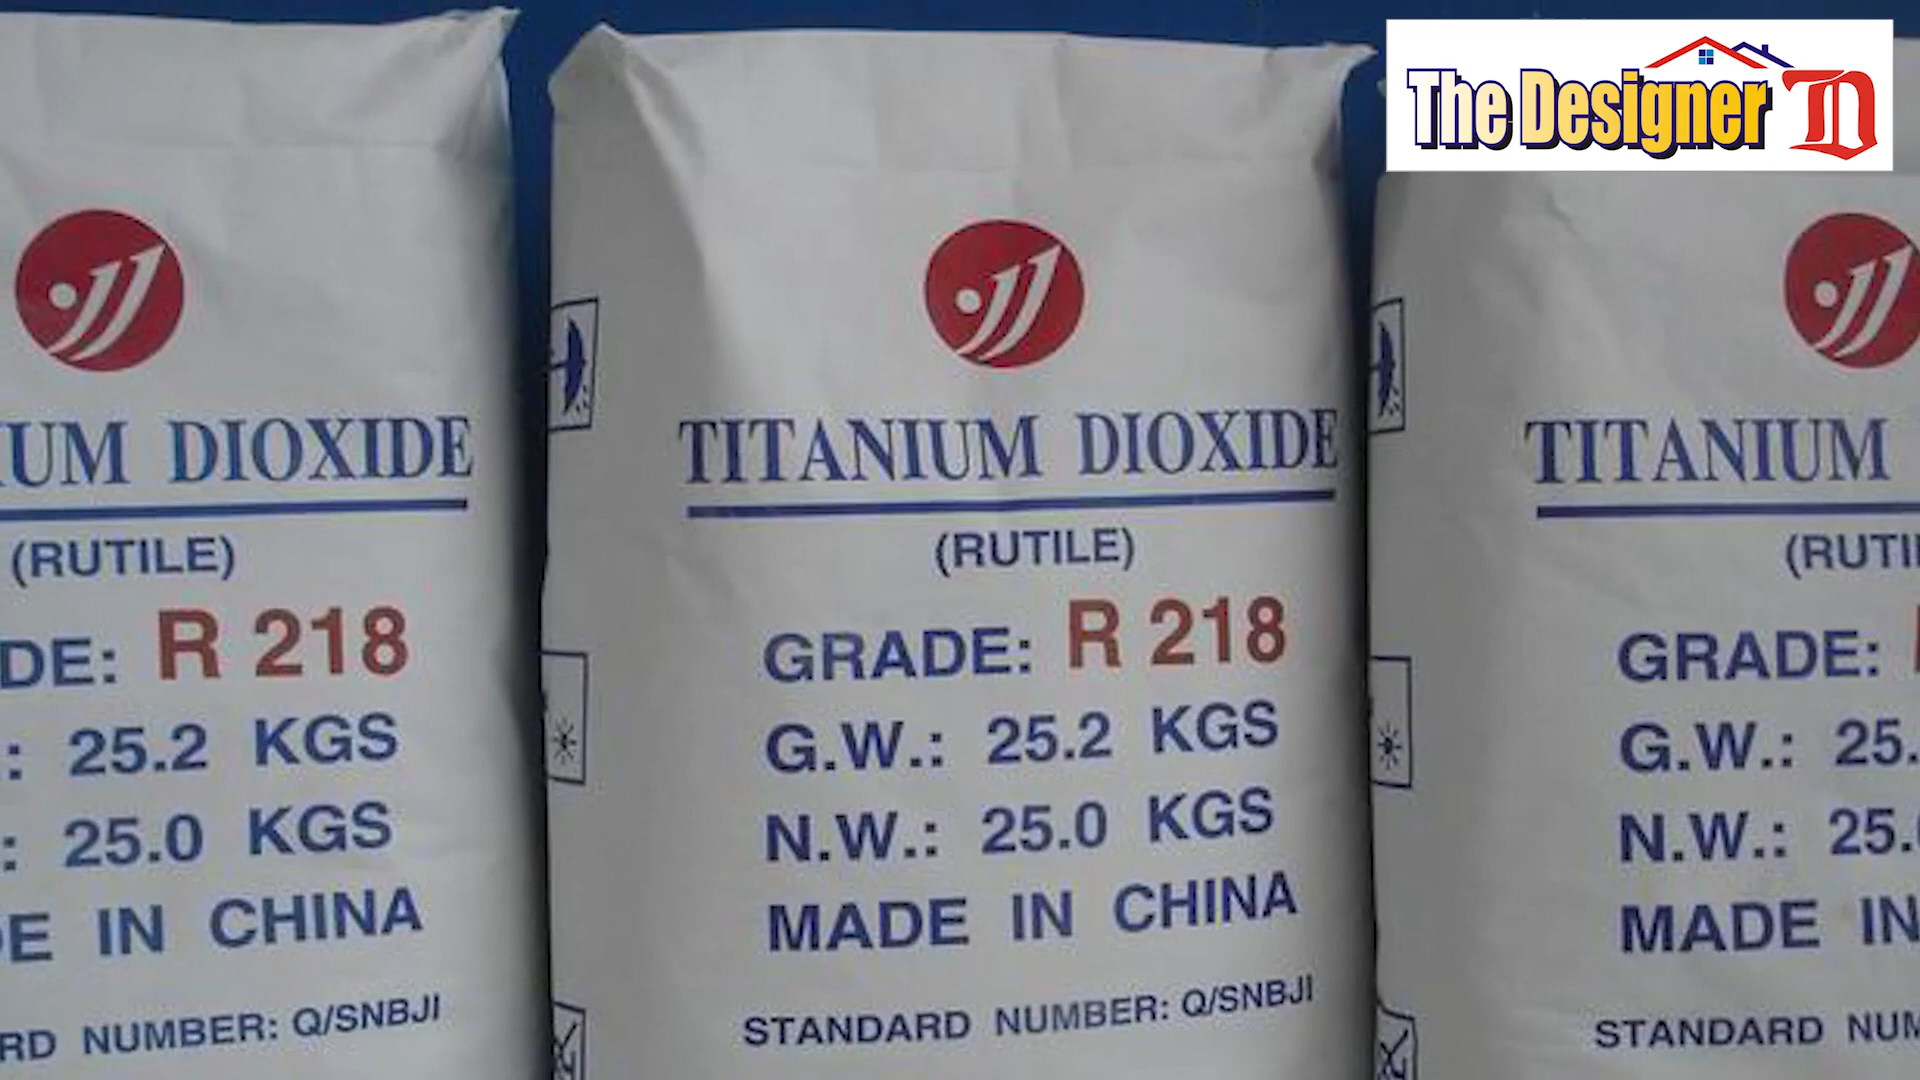 The Designer TD
UM DIOXIDE
(RUTILE)
DE: R 218
: 25.2 KGS
: 25.0 KGS
DE IN CHINA
RD NUMBER: Q/SNBJI
TITANIUM DIOXIDE
(RUTILE)
GRADE: R 218
G.W.: 25.2 KGS
N.W.: 25.0 KGS
MADE IN CHINA
STANDARD NUMBER: Q/SNBJI
TITANIUM
(RUTI
GRADE:
G.W.: 25.
N.W.: 25.
MADE IN
STANDARD NUM